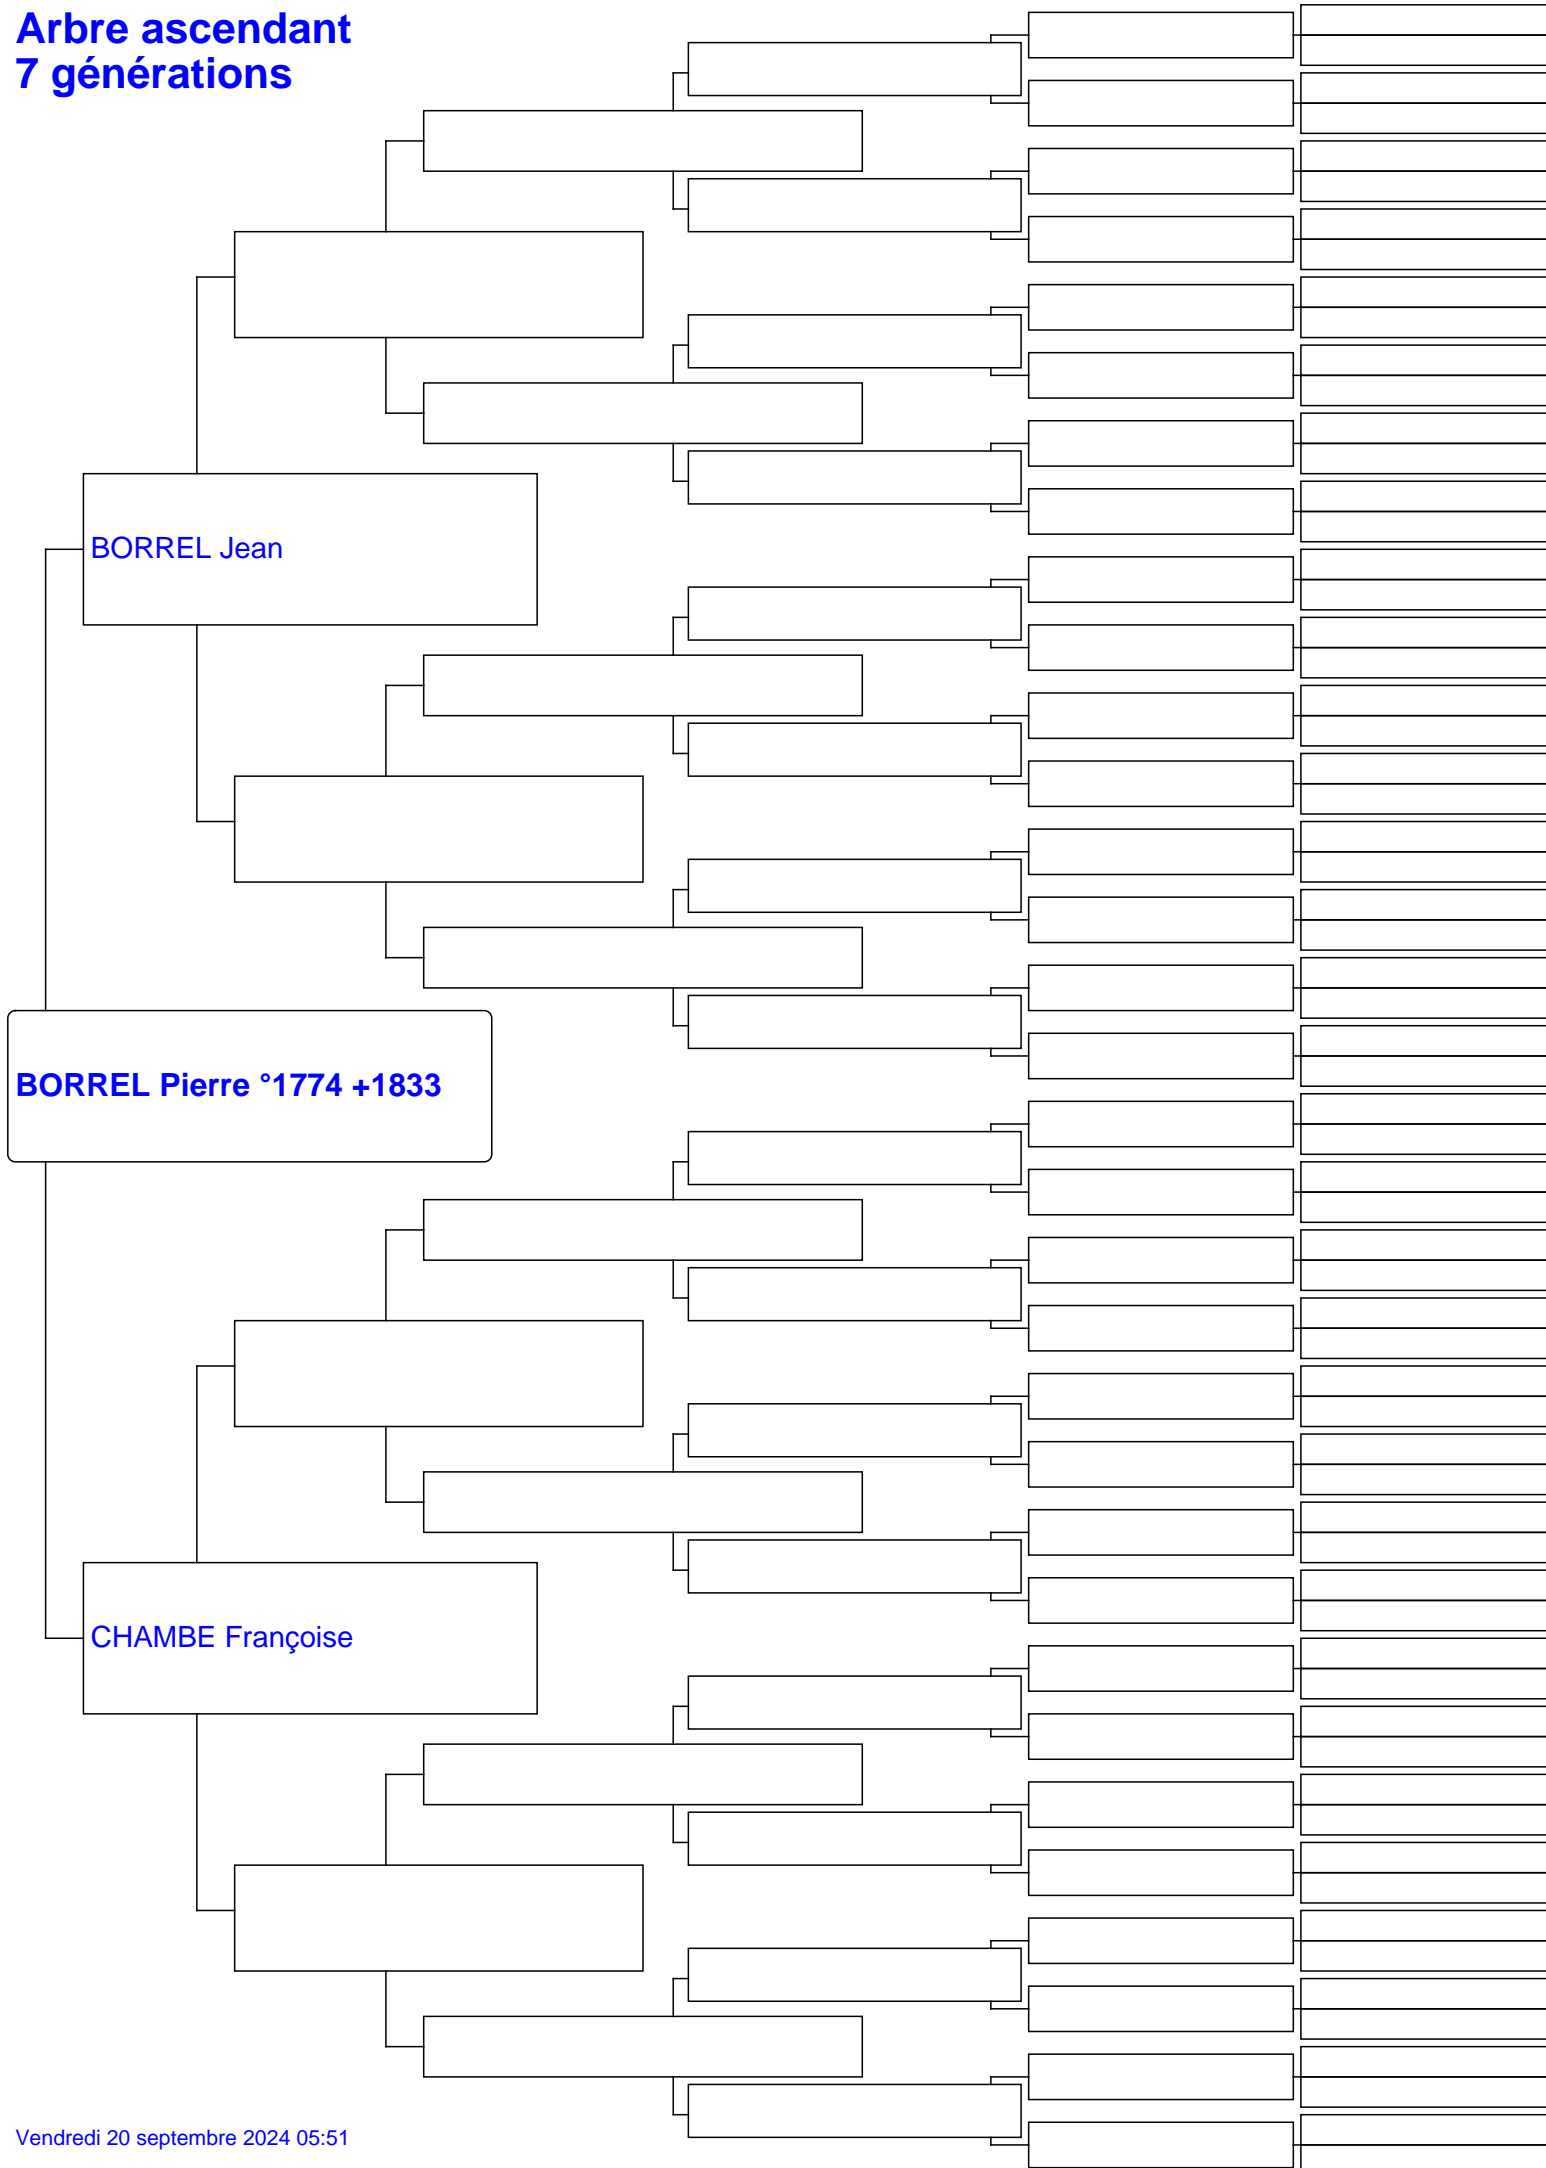 Arbre ascendant
7 générations
BORREL Jean
BORREL Pierre °1774 +1833
CHAMBE Françoise
Vendredi 20 septembre 2024 05:51